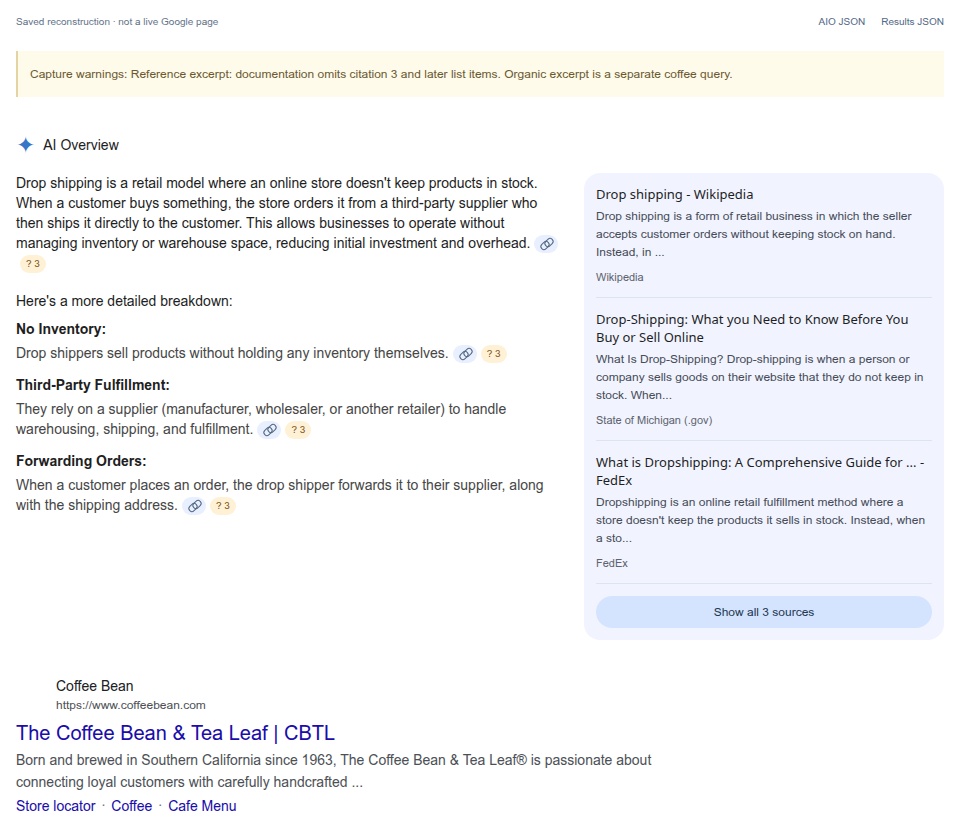 Saved reconstruction · not a live Google page
AIO JSON Results JSON
Capture warnings: Reference excerpt: documentation omits citation 3 and later list items. Organic excerpt is a separate coffee query.
AI Overview
Drop shipping is a retail model where an online store doesn't keep products in stock.
When a customer buys something, the store orders it from a third-party supplier who
then ships it directly to the customer. This allows businesses to operate without
managing inventory or warehouse space, reducing initial investment and overhead.
? 3
Here's a more detailed breakdown:
No Inventory:
Drop shippers sell products without holding any inventory themselves. ? 3
Third-Party Fulfillment:
They rely on a supplier (manufacturer, wholesaler, or another retailer) to handle
warehousing, shipping, and fulfillment. ? 3
Forwarding Orders:
When a customer places an order, the drop shipper forwards it to their supplier, along
with the shipping address. ? 3
Drop shipping - Wikipedia
Drop shipping is a form of retail business in which the seller
accepts customer orders without keeping stock on hand.
Instead, in ...
Wikipedia
Drop-Shipping: What you Need to Know Before You
Buy or Sell Online
What Is Drop-Shipping? Drop-shipping is when a person or
company sells goods on their website that they do not keep in
stock. When...
State of Michigan (.gov)
What is Dropshipping: A Comprehensive Guide for ... -
FedEx
Dropshipping is an online retail fulfillment method where a
store doesn't keep the products it sells in stock. Instead, when
a sto...
FedEx
Show all 3 sources
Coffee Bean
https://www.coffeebean.com
The Coffee Bean & Tea Leaf | CBTL
Born and brewed in Southern California since 1963, The Coffee Bean & Tea Leaf® is passionate about
connecting loyal customers with carefully handcrafted ...
Store locator · Coffee · Cafe Menu